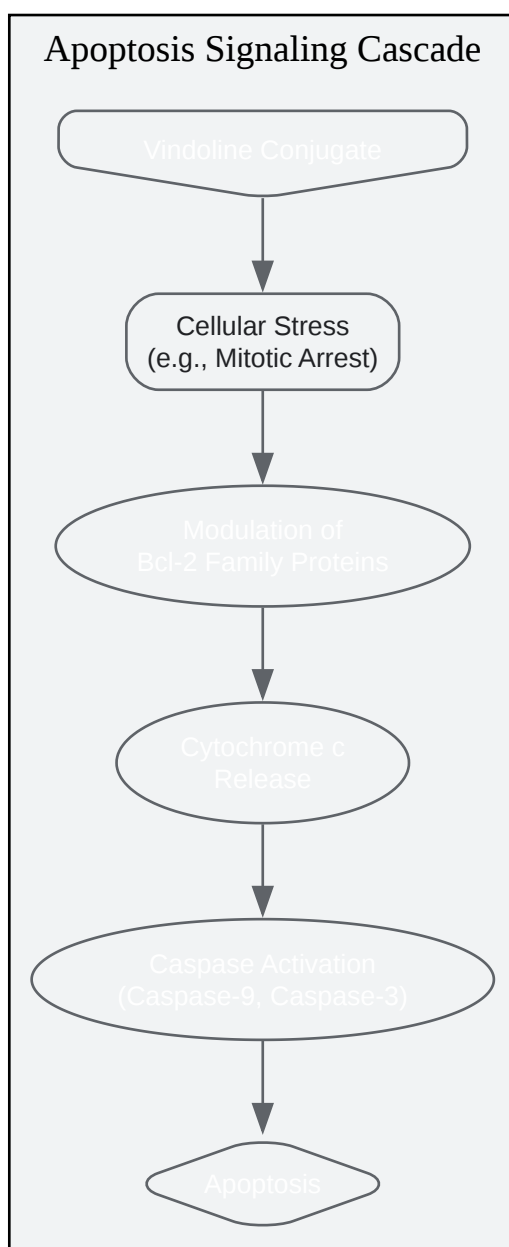 Apoptosis Signaling Cascade
Vindoline Conjugate
Cellular Stress
(e.g., Mitotic Arrest)
Modulation of
Bcl-2 Family Proteins
Cytochrome c
Release
Caspase Activation
(Caspase-9, Caspase-3)
Apoptosis